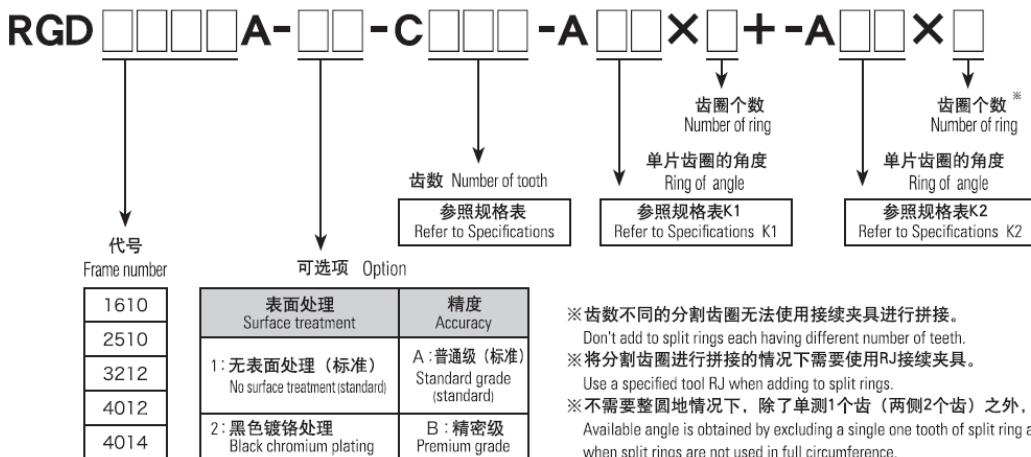 RGD□□□□A-□□-C□□□-A□□×□+-A□□×□
齿圈个数
Number of ring
齿圈个数 ※
Number of ring
单片齿圈的角度
Ring of angle
单片齿圈的角度
Ring of angle
齿数 Number of tooth
参照规格表
Refer to Specifications
参照规格表K1
Refer to Specifications K1
参照规格表K2
Refer to Specifications K2
代号
Frame number
1610
2510
3212
4012
4014
可选项 Option
表面处理
Surface treatment
精度
Accuracy
1:无表面处理(标准)
No surface treatment(standard)
A:普通级(标准)
Standard grade
(standard)
2:黑色镀铬处理
Black chromium plating
B:精密级
Premium grade
※齿数不同的分割齿圈无法使用接续夹具进行拼接。
Don't add to split rings each having different number of teeth.
※将分割齿圈进行拼接的情况下需要使用RJ接续夹具。
Use a specified tool RJ when adding to split rings.
※不需要整圆地情况下,除了单测1个齿(两侧2个齿)之外,
Available angle is obtained by excluding a single one tooth of split ring a
when split rings are not used in full circumference.